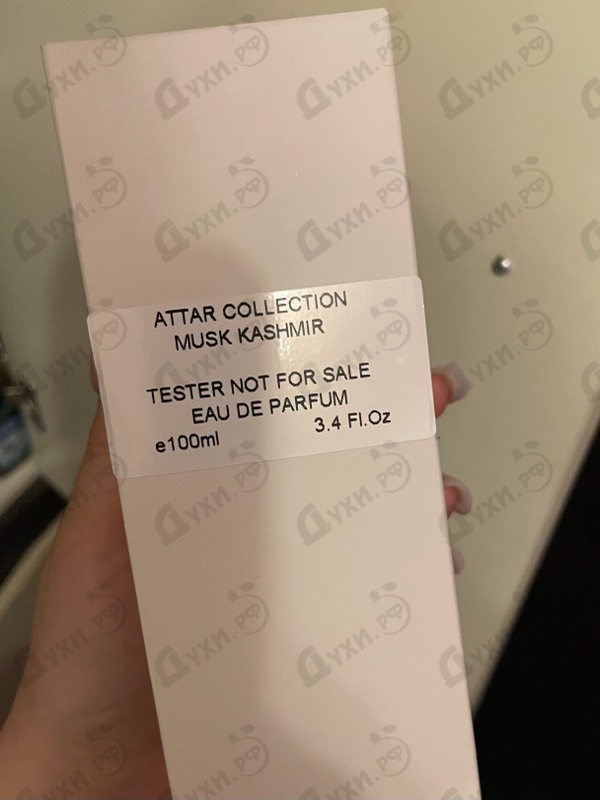 ATTAR COLLECTION
MUSK KASHMIR
TESTER NOT FOR SALE
EAU DE PARFUM
e100ml 3.4 Fl.Oz
Духи.рф